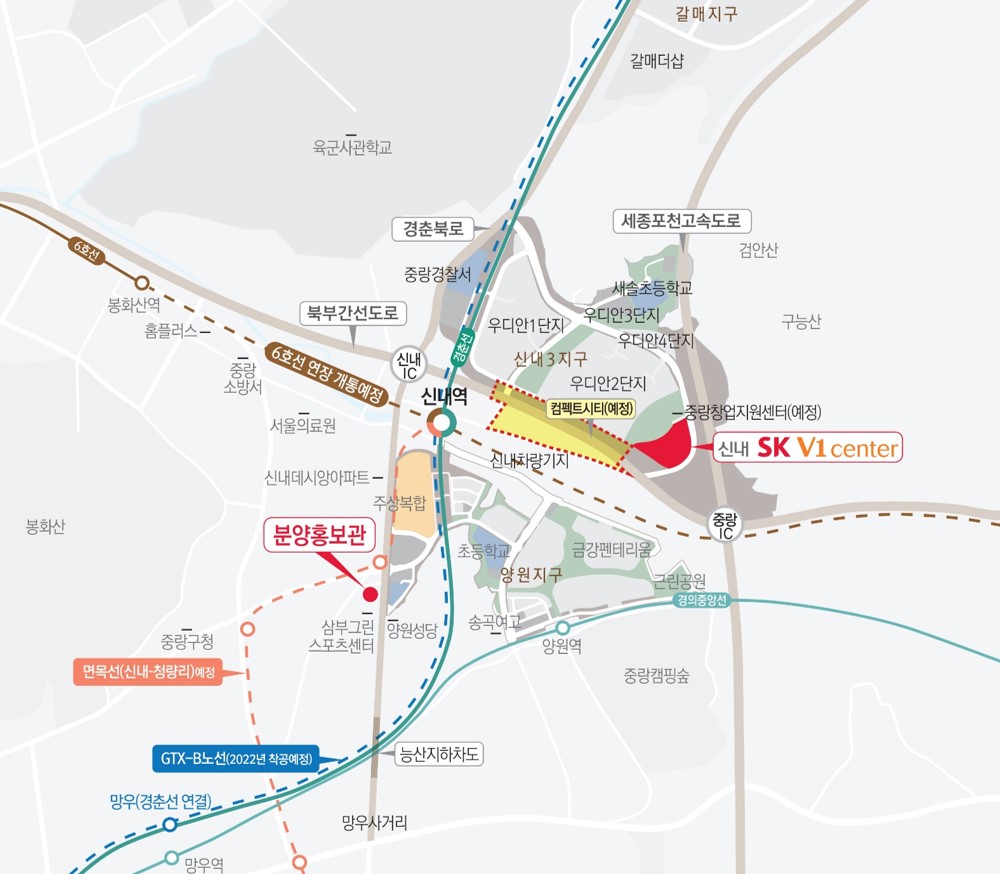 갈매지구
갈매더샵
육군사관학교
경춘북로
세종포천고속도로
검안산
6호선
중랑경찰서
새솔초등학교
봉화산역
북부간선도로
우디안1단지
우디안3단지
구능산
홈플러스
경춘선
우디안4단지
신내
IC
신내3지구
6호선 연장 개통예정
중랑
소방서
우디안2단지
신내역
컴펙트시티(예정)
중랑창업지원센터(예정)
서울의료원
신내 SK V1 center
신내차량기지
신내데시앙아파트
주상복합
봉화산
중랑
IC
분양홍보관
초등학교
금강펜테리움
양원지구
근린공원
경의중앙선
삼부그린
스포츠센터
양원성당
송곡여고
중랑구청
양원역
면목선(신내-청량리)예정
중랑캠핑숲
GTX-B노선(2022년 착공예정)
능산지하차도
망우(경춘선 연결)
망우사거리
망우역